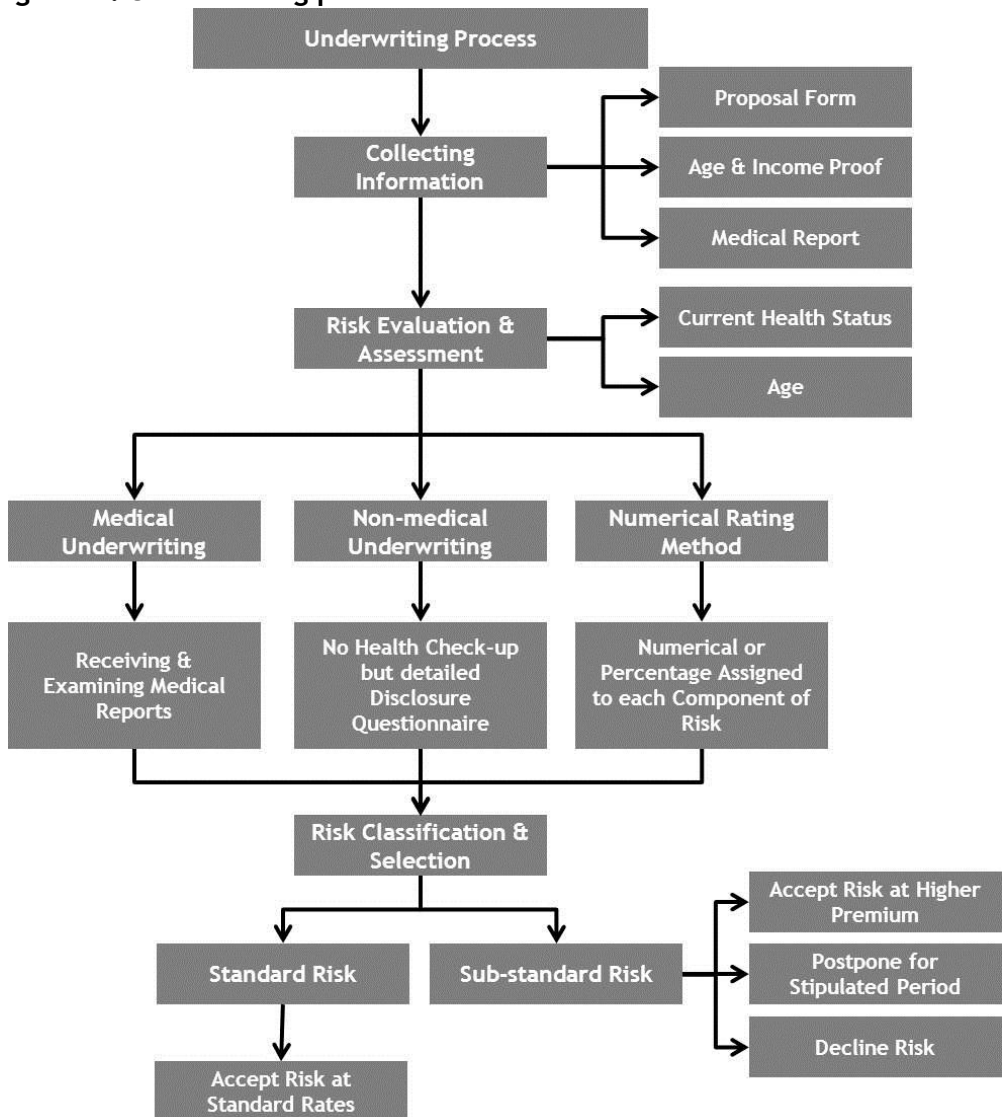 Underwriting Process
Proposal Form
Collecting
Information
Age & Income Proof
Medical Report
Current Health Status
Risk Evaluation &
Assessment
Age
Medical
Underwriting
Non-medical
Underwriting
Numerical Rating
Method
Receiving &
Examining Medical
Reports
No Health Check-up
but detailed
Disclosure
Questionnaire
Numerical or
Percentage Assigned
to each Component of
Risk
Risk Classification &
Selection
Accept Risk at Higher
Premium
Standard Risk
Sub-standard Risk
Postpone for
Stipulated Period
Decline Risk
Accept Risk at
Standard Rates